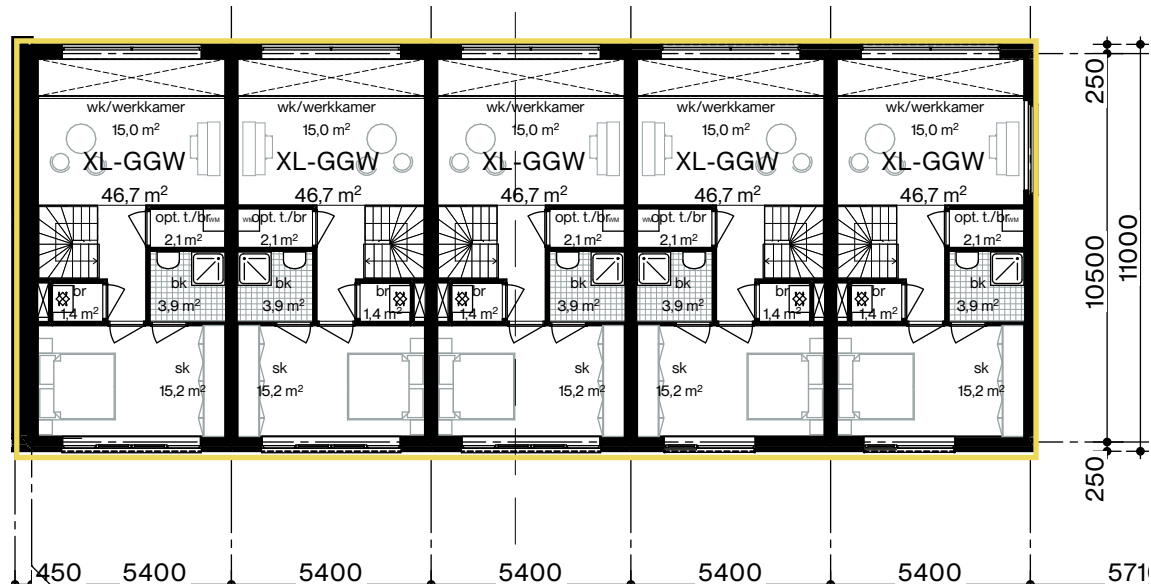 wk/werkkamer wk/werkkamer wk/werkkamer wk/werkkamer wk/werkkamer
15,0 m² 15,0 m² 15,0 m² 15,0 m² 15,0 m²
XL-GGW XL-GGW XL-GGW XL-GGW XL-GGW
46,7 m² 46,7 m² 46,7 m² 46,7 m² 46,7 m²
opt. t./br WM WM opt. t./br opt. t./br WM WM opt. t./br opt. t./br WM
2,1 m² 2,1 m² 2,1 m² 2,1 m² 2,1 m²
bk bk bk bk bk
3,9 m² 3,9 m² 3,9 m² 3,9 m² 3,9 m²
br br br br br
1,4 m² 1,4 m² 1,4 m² 1,4 m² 1,4 m²
sk sk sk sk sk
15,2 m² 15,2 m² 15,2 m² 15,2 m² 15,2 m²
250
10500
11000
250
450 5400 5400 5400 5400 5400